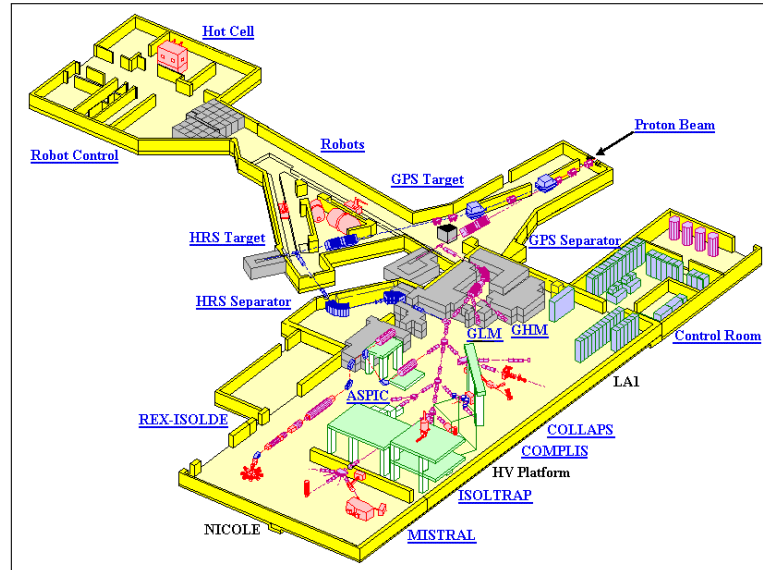 Hot Cell
Proton Beam
Robots
Robot Control
GPS Target
HRS Target
GPS Separator
HRS Separator
GLM
GHM
Control Room
LA1
ASPIC
REX-ISOLDE
COLLAPS
COMPLIS
HV Platform
ISOLTRAP
NICOLE
MISTRAL